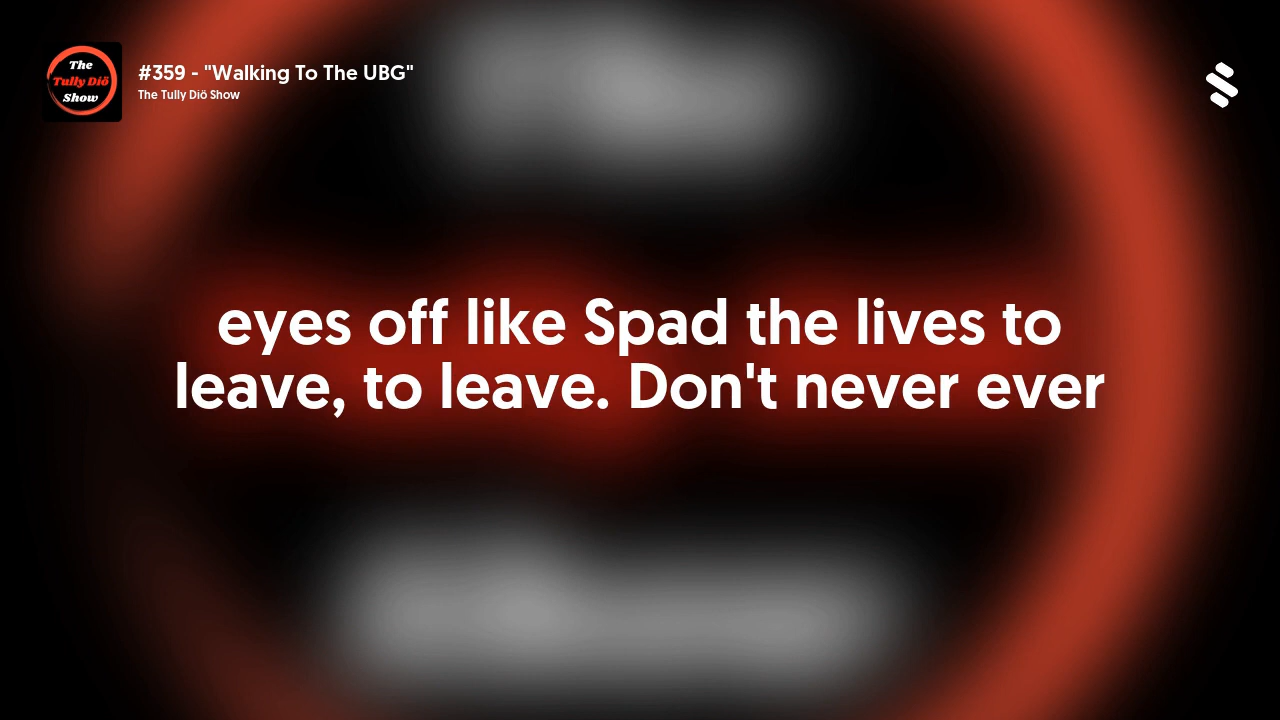 The
Tully Diö
Show
#359 - "Walking To The UBG"
The Tully Diö Show
eyes off like Spad the lives to
leave, to leave. Don't never ever